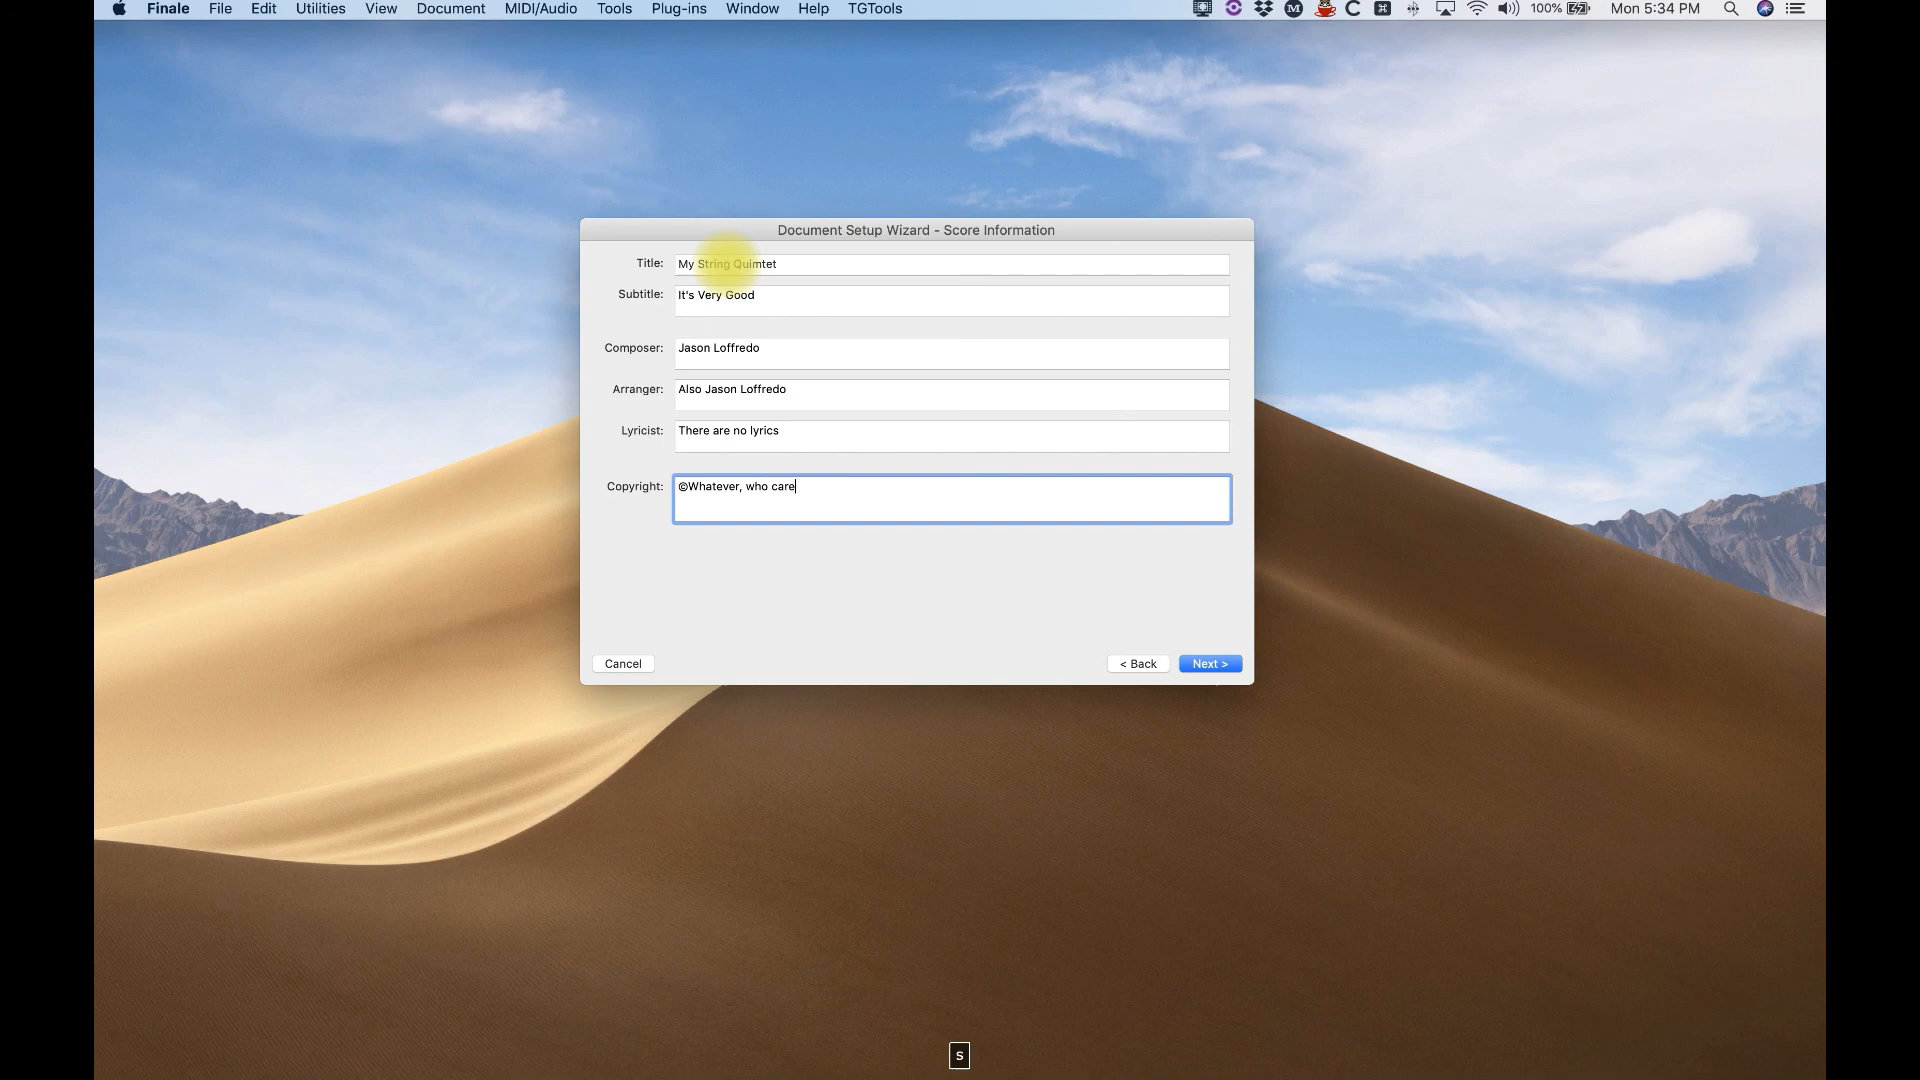 Finale File Edit Utilities View Document MIDI/Audio Tools Plug-ins Window Help TGTools 100% Mon 5:34 PM
Document Setup Wizard - Score Information
Title: My String Quimtet
Subtitle: It's Very Good
Composer: Jason Loffredo
Arranger: Also Jason Loffredo
Lyricist: There are no lyrics
Copyright: ©Whatever, who care
Cancel < Back Next >
s